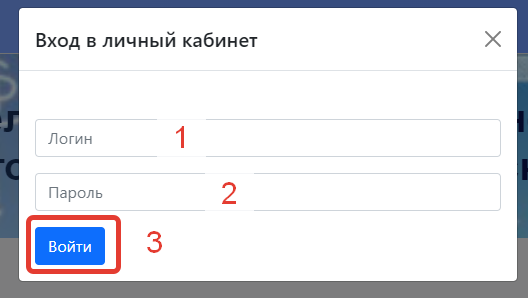 Вход в личный кабинет
Логин 1
Пароль 2
Войти 3